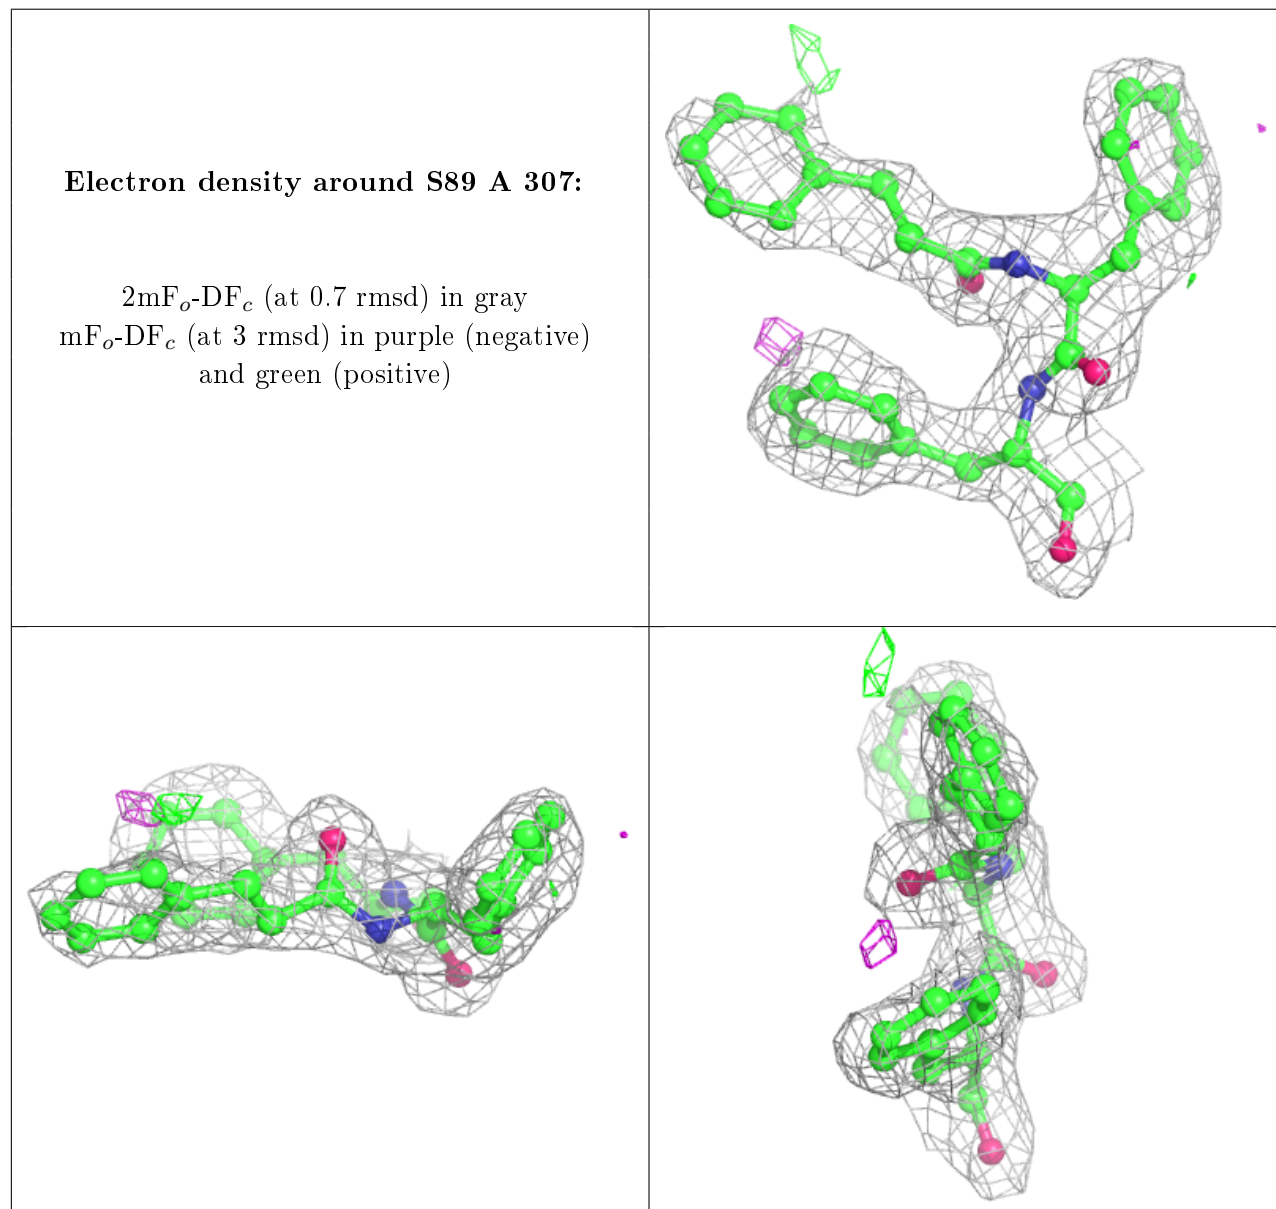 Electron density around S89 A 307:
2mFo-DFc (at 0.7 rmsd) in gray
mFo-DFc (at 3 rmsd) in purple (negative)
and green (positive)